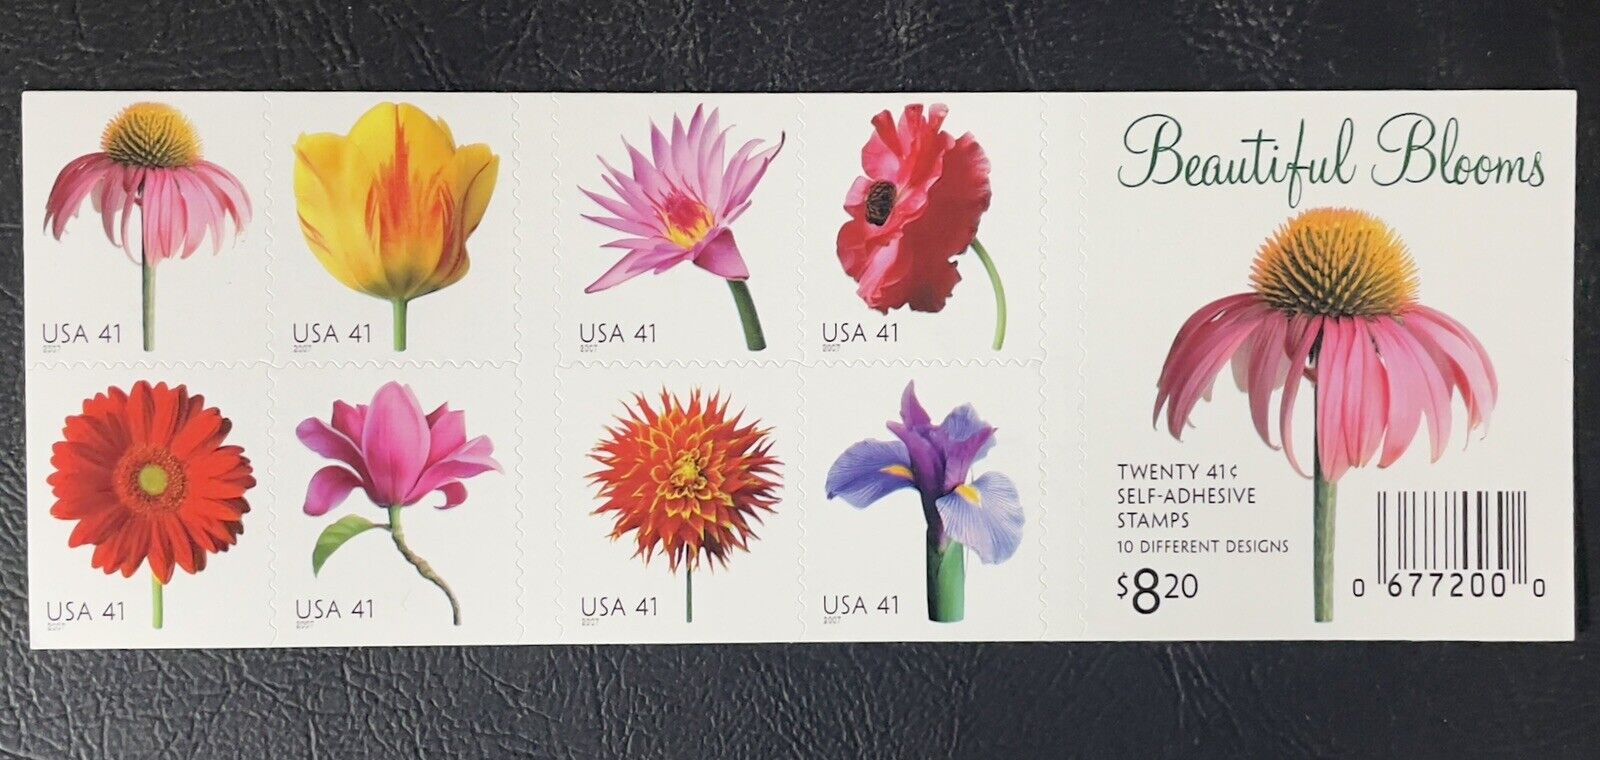 USA 41
2007
USA 41
2007
USA 41
2007
USA 41
2007
USA 41
2007
USA 41
2007
USA 41
2007
USA 41
2007
Beautiful Blooms
TWENTY 41¢
SELF-ADHESIVE
STAMPS
10 DIFFERENT DESIGNS
$8.20
0 677200 0